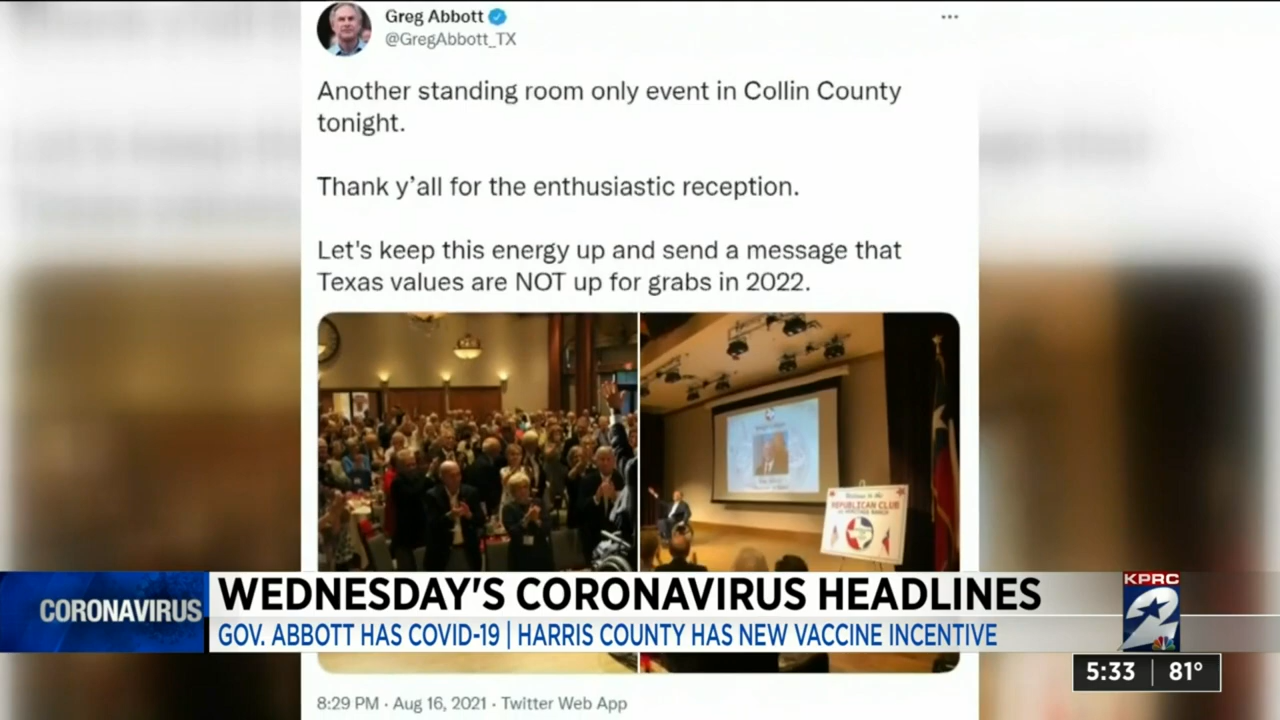 Greg Abbott
@GregAbbott_TX
Another standing room only event in Collin County
tonight.
Thank y'all for the enthusiastic reception.
Let's keep this energy up and send a message that
Texas values are NOT up for grabs in 2022.
Welcome to the
REPUBLICAN CLUB
CORONAVIRUS
WEDNESDAY'S CORONAVIRUS HEADLINES
GOV. ABBOTT HAS COVID-19 | HARRIS COUNTY HAS NEW VACCINE INCENTIVE
KPRC
2
5:33 | 81°
8:29 PM · Aug 16, 2021 · Twitter Web App